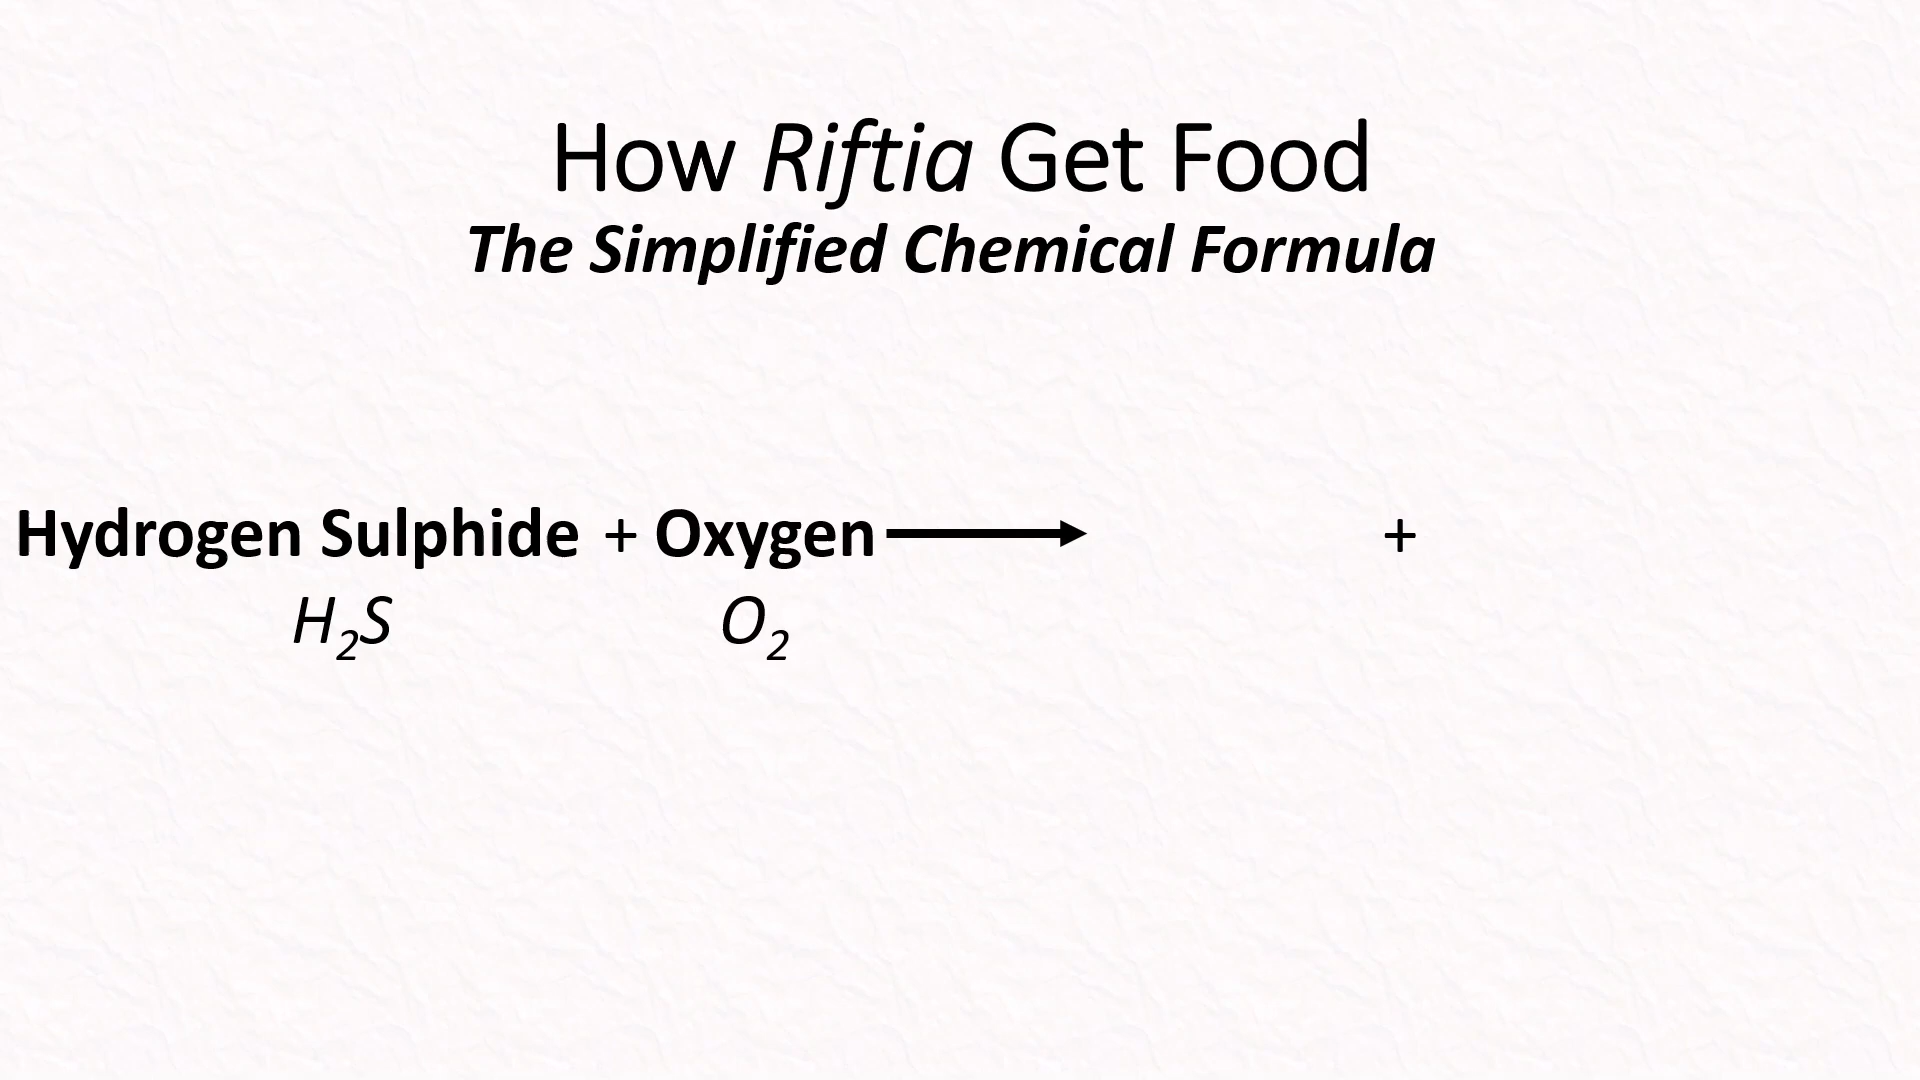 How Riftia Get Food
The Simplified Chemical Formula
Hydrogen Sulphide + Oxygen +
H₂S O₂